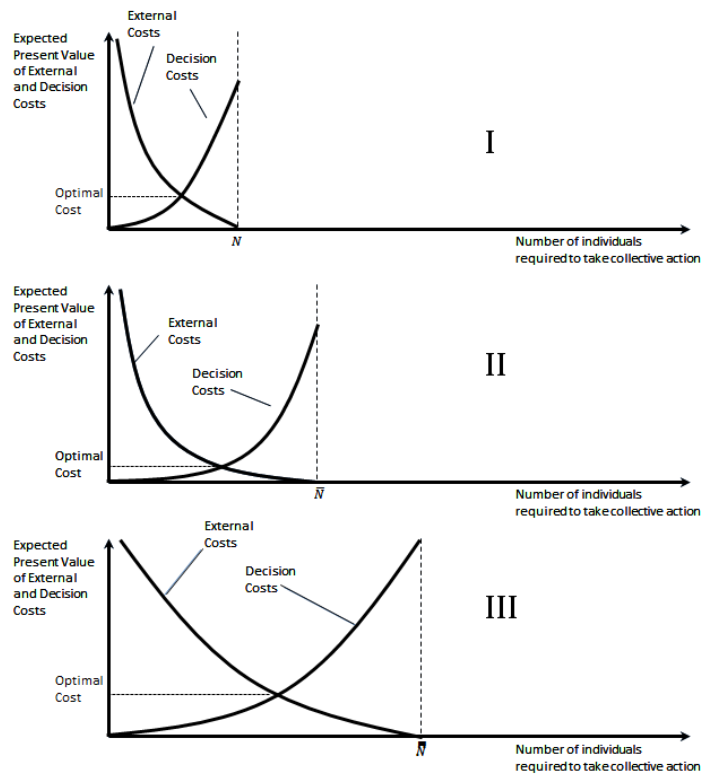 External
Costs
Expected
Present Value
of External
and Decision
Costs
Decision
Costs
I
Optimal
Cost
N
Number of individuals
required to take collective action
Expected
Present Value
of External
and Decision
Costs
External
Costs
II
Decision
Costs
Optimal
Cost
N̄
Number of individuals
required to take collective action
External
Costs
Expected
Present Value
of External
and Decision
Costs
Decision
Costs
III
Optimal
Cost
N
Number of individuals
required to take collective action